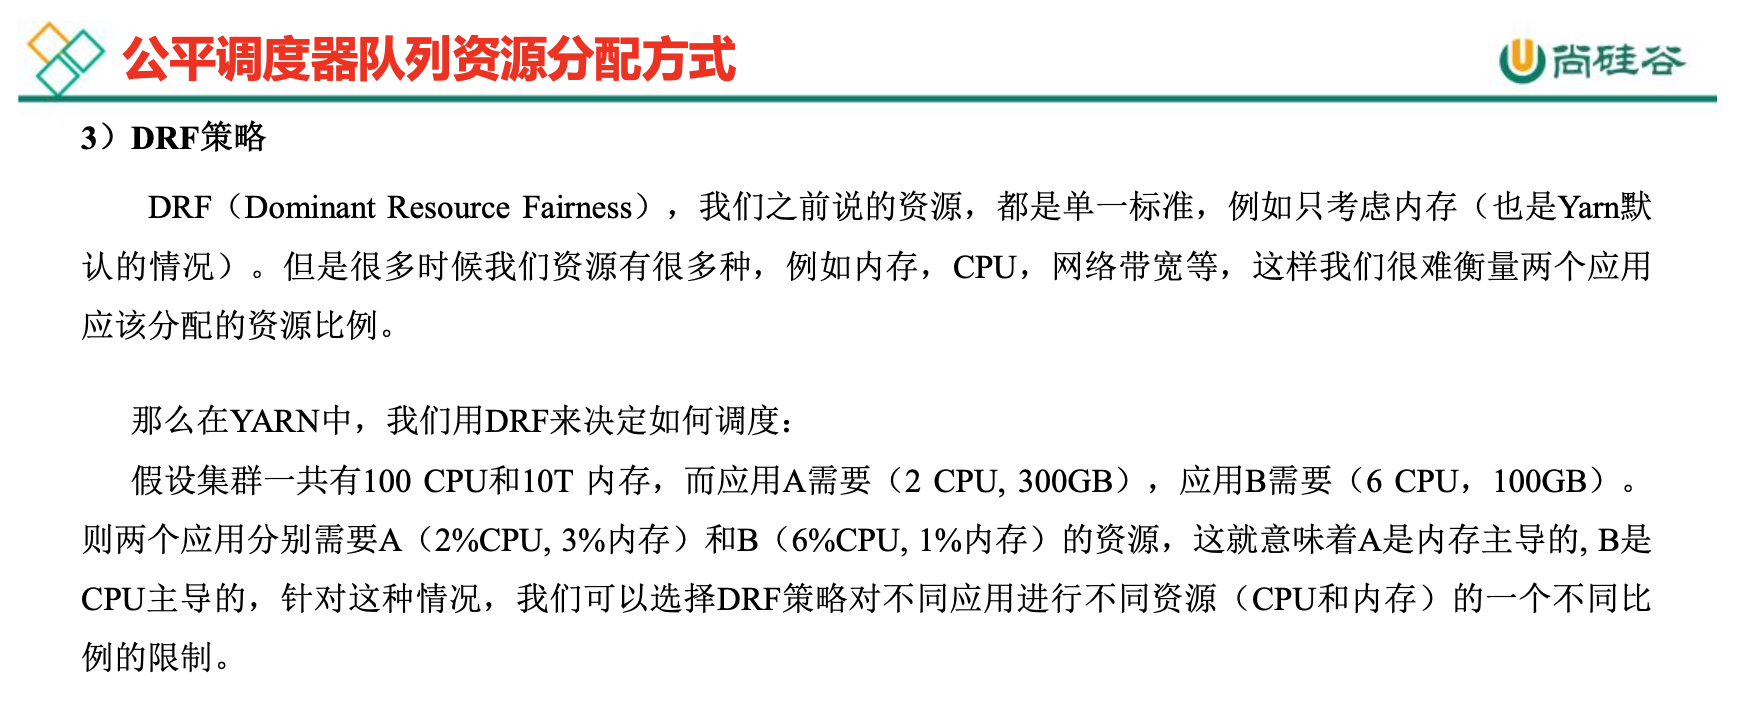 公平调度器队列资源分配方式
尚硅谷
3）DRF策略
DRF（Dominant Resource Fairness），我们之前说的资源，都是单一标准，例如只考虑内存（也是Yarn默
认的情况）。但是很多时候我们资源有很多种，例如内存，CPU，网络带宽等，这样我们很难衡量两个应用
应该分配的资源比例。
那么在YARN中，我们用DRF来决定如何调度：
假设集群一共有100 CPU和10T 内存，而应用A需要（2 CPU, 300GB），应用B需要（6 CPU，100GB）。
则两个应用分别需要A（2%CPU, 3%内存）和B（6%CPU, 1%内存）的资源，这就意味着A是内存主导的, B是
CPU主导的，针对这种情况，我们可以选择DRF策略对不同应用进行不同资源（CPU和内存）的一个不同比
例的限制。